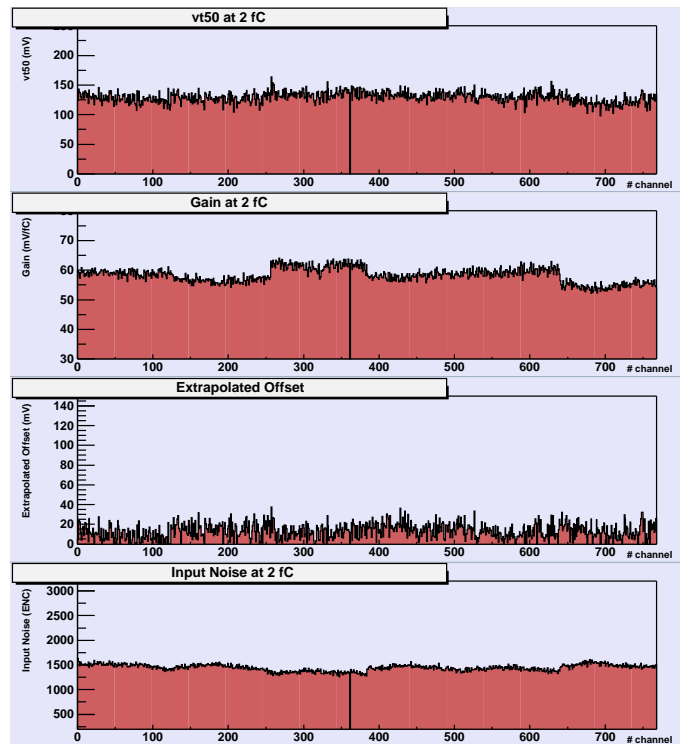 vt50 at 2 fC
vt50 (mV)
250
200
150
100
50
0
0 100 200 300 400 500 600 700 # channel
Gain at 2 fC
Gain (mV/fC)
80
70
60
50
40
30
0 100 200 300 400 500 600 700 # channel
Extrapolated Offset
Extrapolated Offset (mV)
140
120
100
80
60
40
20
0
0 100 200 300 400 500 600 700 # channel
Input Noise at 2 fC
Input Noise (ENC)
3000
2500
2000
1500
1000
500
0 100 200 300 400 500 600 700 # channel